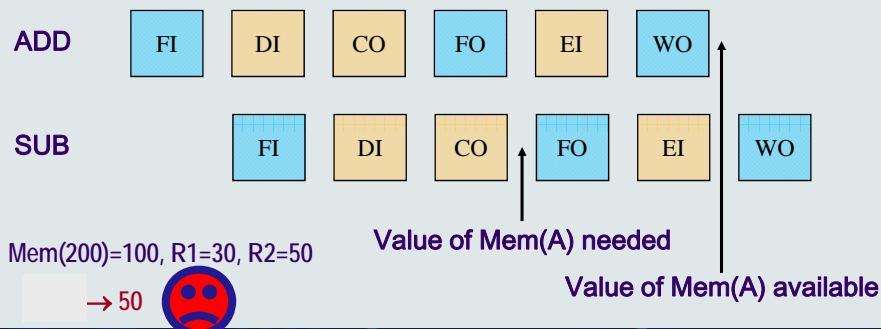 ADD FI DI CO FO EI WO
SUB FI DI CO FO EI WO
Value of Mem(A) needed
Mem(200)=100, R1=30, R2=50
Value of Mem(A) available
→ 50